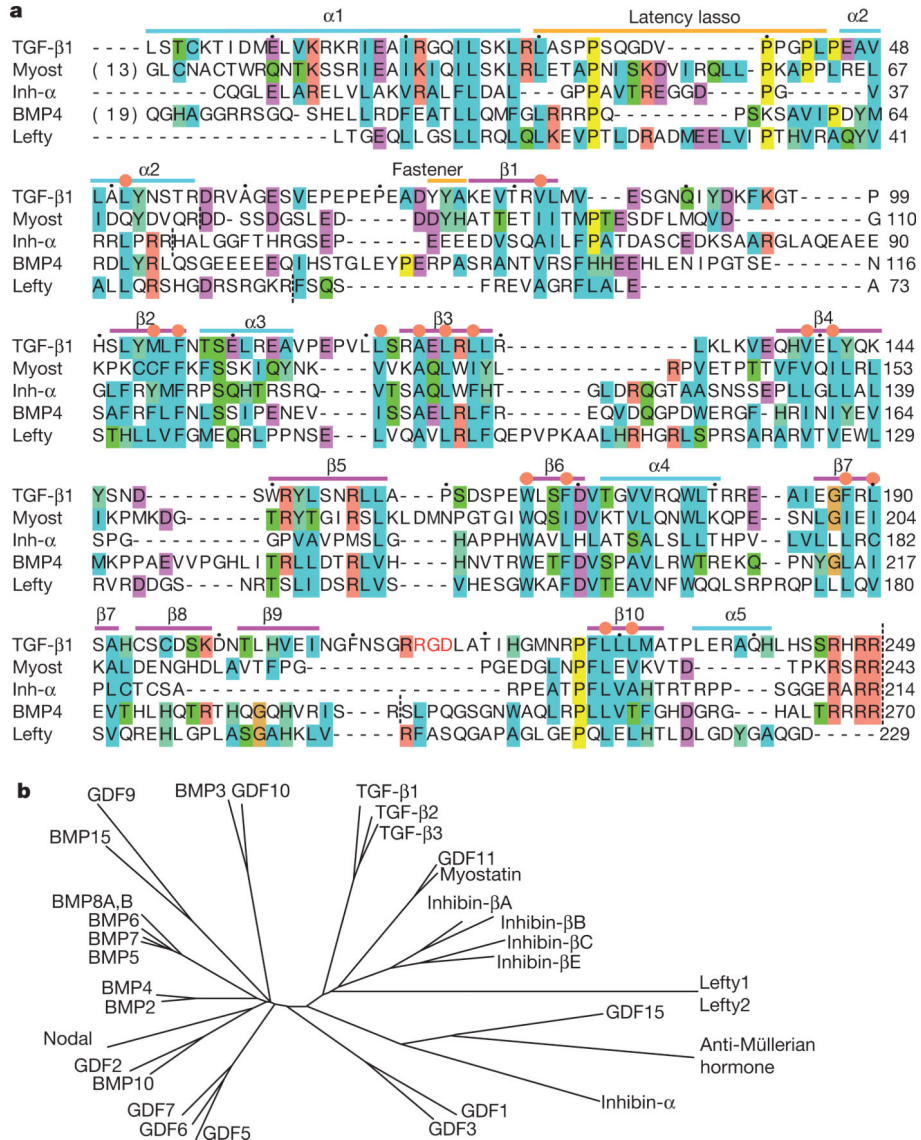 a
α1 Latency lasso α2
TGF-β1 -----LSTCKTIDMELVKRKRIEAIRGQILSKLRLASPPSQGDV------PPGPLPEAV 48
Myost (13)GLCNACTWRQNTKSSRIEAIKIQILSKLRLETAPNISKDVIRQLL-PKAPPLREL 67
Inh-α ---------CQGLELARELVLAKVRALFLDAL---GPPAVTREGGD---PG------V 37
BMP4 (19)QGHAGGRRSGQ-SHELLRDFEATLLQMFGLRRRPQ------PSKSAVIPDYM 64
Lefty -----------------LTGEQLLGSLLRQLQLKEVPTLDRADMEELVIPTHVRAQYV 41
α2 Fastener β1
TGF-β1 LALYNSTRDRVAGESVEPEPEPEADYYAKEVTRVLMV---ESGNQIYDKFKGT---P 99
Myost IDQYDVQRDD-SSDGSLED----DDYHATTETIITMPTESDFLMQVD--------G 110
Inh-α RRLPRRHALGGFTHRGSEP----EEEEDVSQAILFPATDASCEDKSAARGLAQEAEE 90
BMP4 RDLYRLQSGEEEEEQIHSTGLEYPERPASRANTVRSFHHEEHLENIPGTSE----N 116
Lefty ALLQRSHGDRSRGKRFSQS---------FREVAGRFLALE---------------A 73
β2 α3 β3 β4
TGF-β1 HSLYMLFNTSELREAVPEPVLLSRAELRLLR------------LKLKVEQHVELYQK 144
Myost KPKCCFFKFSSKIQYNK----VVKAQLWIYL----------RPVETPTTVFVQILRL 153
Inh-α GLFRYMFRPSQHTRSRQ---VTSAQLWFHT-----GLDRQGTAASNSSEPLLGLLAL 139
BMP4 SAFRFLFNLSSIPENEV---ISSAELRLFR------EQVDQGPDWERGF-HRINIYEV 164
Lefty STHLLVFGMEQRLPPNSE---LVQAVLRLFQEPVPKAALHRHGRLSPRSARARVTVEWL 129
β5 β6 α4 β7
TGF-β1 YSND---------SWRYLSNRLLA---PSDSPEWLSFDVTGVVRQWLTRRE--AIEGFRL 190
Myost IKPMKDG-------TRYTGIRSLKLDMNPGTGIWQSIDVKTVLQNWLKQPE---SNLGIEI 204
Inh-α SPG----------GPVAVPMSLG----HAPPHWAVLHLATSALSLLTHPV---LVLLLRC 182
BMP4 MKPPAEVVPGHLITRLLDTRLV----HHNVTRWETFDVSPAVLRWTREKQ--PNYGLAI 217
Lefty RVRDDGS----NRTSLIDSRLVS----VHESGWKAFDVTEAVNFWQQLSRPRQPLLLQV 180
β7 β8 β9 β10 α5
TGF-β1 SAHCSCDSKDNTLHVEINGFNSGRRGDLATIHGMNRPFLLLMATPLERAQHLHSSRHRR 249
Myost KALDENGHDLAVTFPG--------------PGEDGLNPFLEVKVTD------TPKRSRR 243
Inh-α PLCTCSA-------------------------RPEATPFLVAHTRTRPP---SGGERARR 214
BMP4 EVTHLHQTRTHQGQHVRIS---RSLPQGSGNWAQLRPLLVTFGHDGRG---HALTRRRR 270
Lefty SVQREHLGPLASGAHKLV-----RFASQGAPAGLGEPQLELHTLDLGDYGAQGD----- 229
b
GDF9
BMP3
GDF10
TGF-β1
TGF-β2
TGF-β3
BMP15
GDF11
Myostatin
BMP8A,B
BMP6
BMP7
BMP5
Inhibin-βA
Inhibin-βB
Inhibin-βC
Inhibin-βE
BMP4
BMP2
Lefty1
Lefty2
GDF15
Nodal
Anti-Müllerian
hormone
GDF2
BMP10
Inhibin-α
GDF7
GDF6
GDF5
GDF1
GDF3